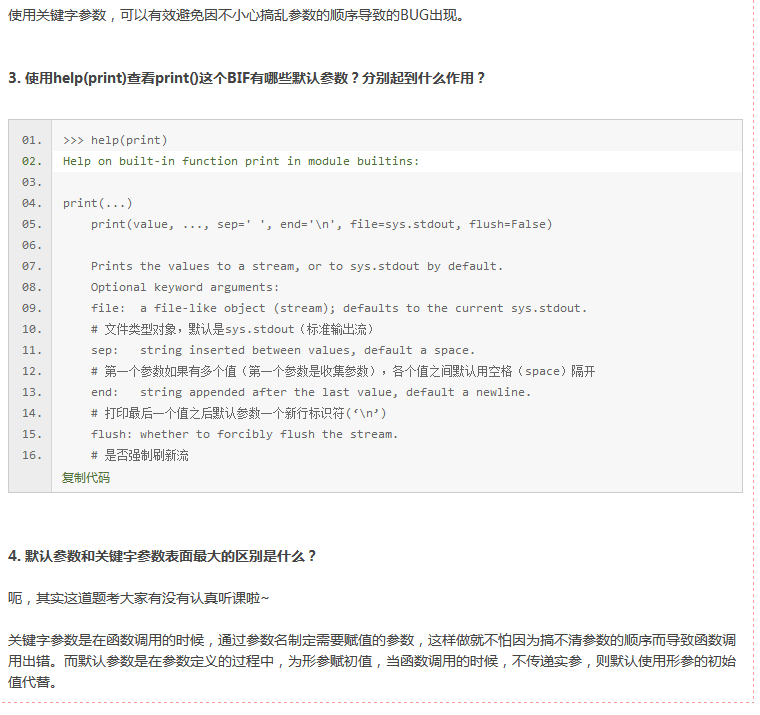 使用关键字参数，可以有效避免因不小心搞乱参数的顺序导致的BUG出现。
3. 使用help(print)查看print()这个BIF有哪些默认参数？分别起到什么作用？
01. >>> help(print)
02. Help on built-in function print in module builtins:
03.
04. print(...)
05.     print(value, ..., sep=' ', end='\n', file=sys.stdout, flush=False)
06.
07.     Prints the values to a stream, or to sys.stdout by default.
08.     Optional keyword arguments:
09.     file:  a file-like object (stream); defaults to the current sys.stdout.
10.     # 文件类型对象，默认是sys.stdout（标准输出流）
11.     sep:   string inserted between values, default a space.
12.     # 第一个参数如果有多个值（第一个参数是收集参数），各个值之间默认用空格（space）隔开
13.     end:   string appended after the last value, default a newline.
14.     # 打印最后一个值之后默认参数一个新行标识符(‘\n’)
15.     flush: whether to forcibly flush the stream.
16.     # 是否强制刷新流
复制代码
4. 默认参数和关键字参数表面最大的区别是什么？
呃，其实这道题考大家有没有认真听课啦~
关键字参数是在函数调用的时候，通过参数名制定需要赋值的参数，这样做就不怕因为搞不清参数的顺序而导致函数调
用出错。而默认参数是在参数定义的过程中，为形参赋初值，当函数调用的时候，不传递实参，则默认使用形参的初始
值代替。